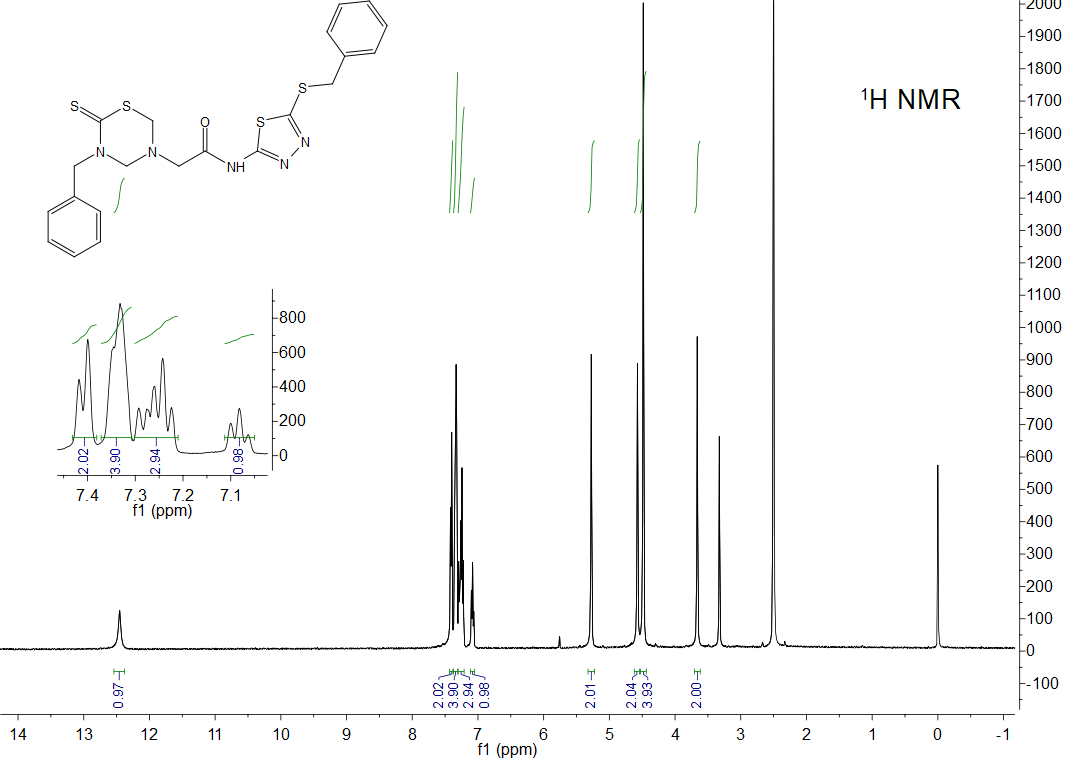 2000
1900
1800
1700
1600
1500
1400
1300
1200
1100
1000
900
800
700
600
500
400
300
200
100
0
-100
¹H NMR
S
S
N
N
O
NH
S
S
N
N
800
600
400
200
0
2.02
3.90
2.94
0.98
7.4 7.3 7.2 7.1
f1 (ppm)
0.97
2.02
3.90
2.94
0.98
2.01
2.04
3.93
2.00
14 13 12 11 10 9 8 7 6 5 4 3 2 1 0 -1
f1 (ppm)